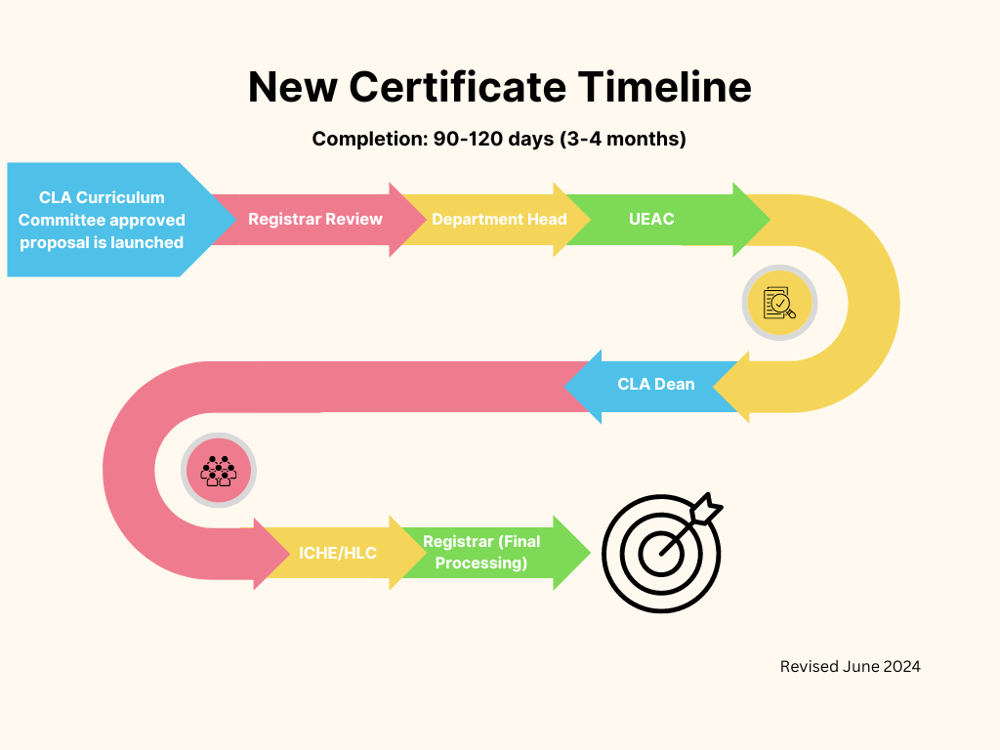 New Certificate Timeline
Completion: 90-120 days (3-4 months)
CLA Curriculum
Committee approved
proposal is launched
Registrar Review
Department Head
UEAC
CLA Dean
ICHE/HLC
Registrar (Final
Processing)
Revised June 2024